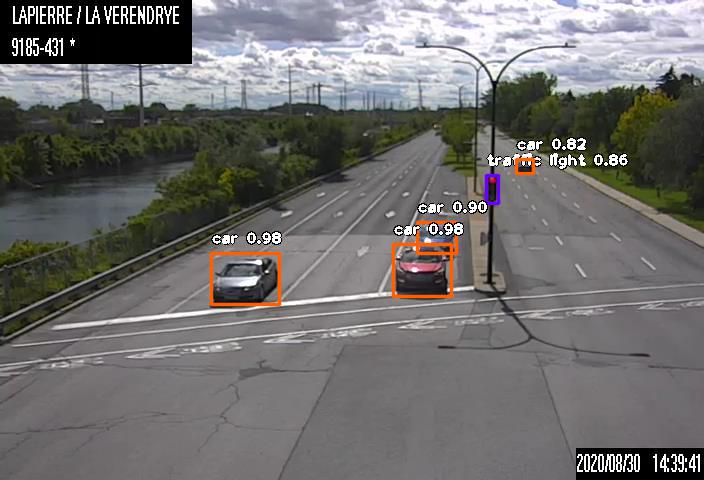 LAPIERRE / LA VERENDRYE
9185-431 *
car 0.82
traffic light 0.86
car 0.90
car 0.98
car 0.98
2020/08/30 14:39:41